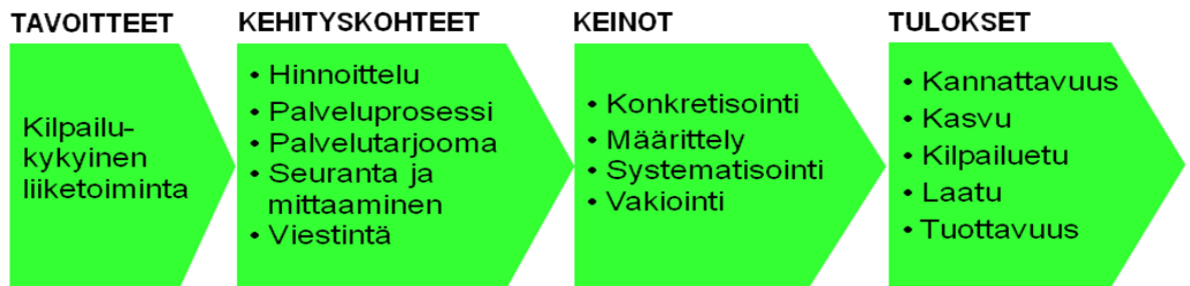 TAVOITTEET
Kilpailu-
kykyinen
liiketoiminta
KEHITYSKOHTEET
• Hinnoittelu
• Palveluprosessi
• Palvelutarjooma
• Seuranta ja
mittaaminen
• Viestintä
KEINOT
• Konkretisointi
• Määrittely
• Systematisointi
• Vakiointi
TULOKSET
• Kannattavuus
• Kasvu
• Kilpailuetu
• Laatu
• Tuottavuus